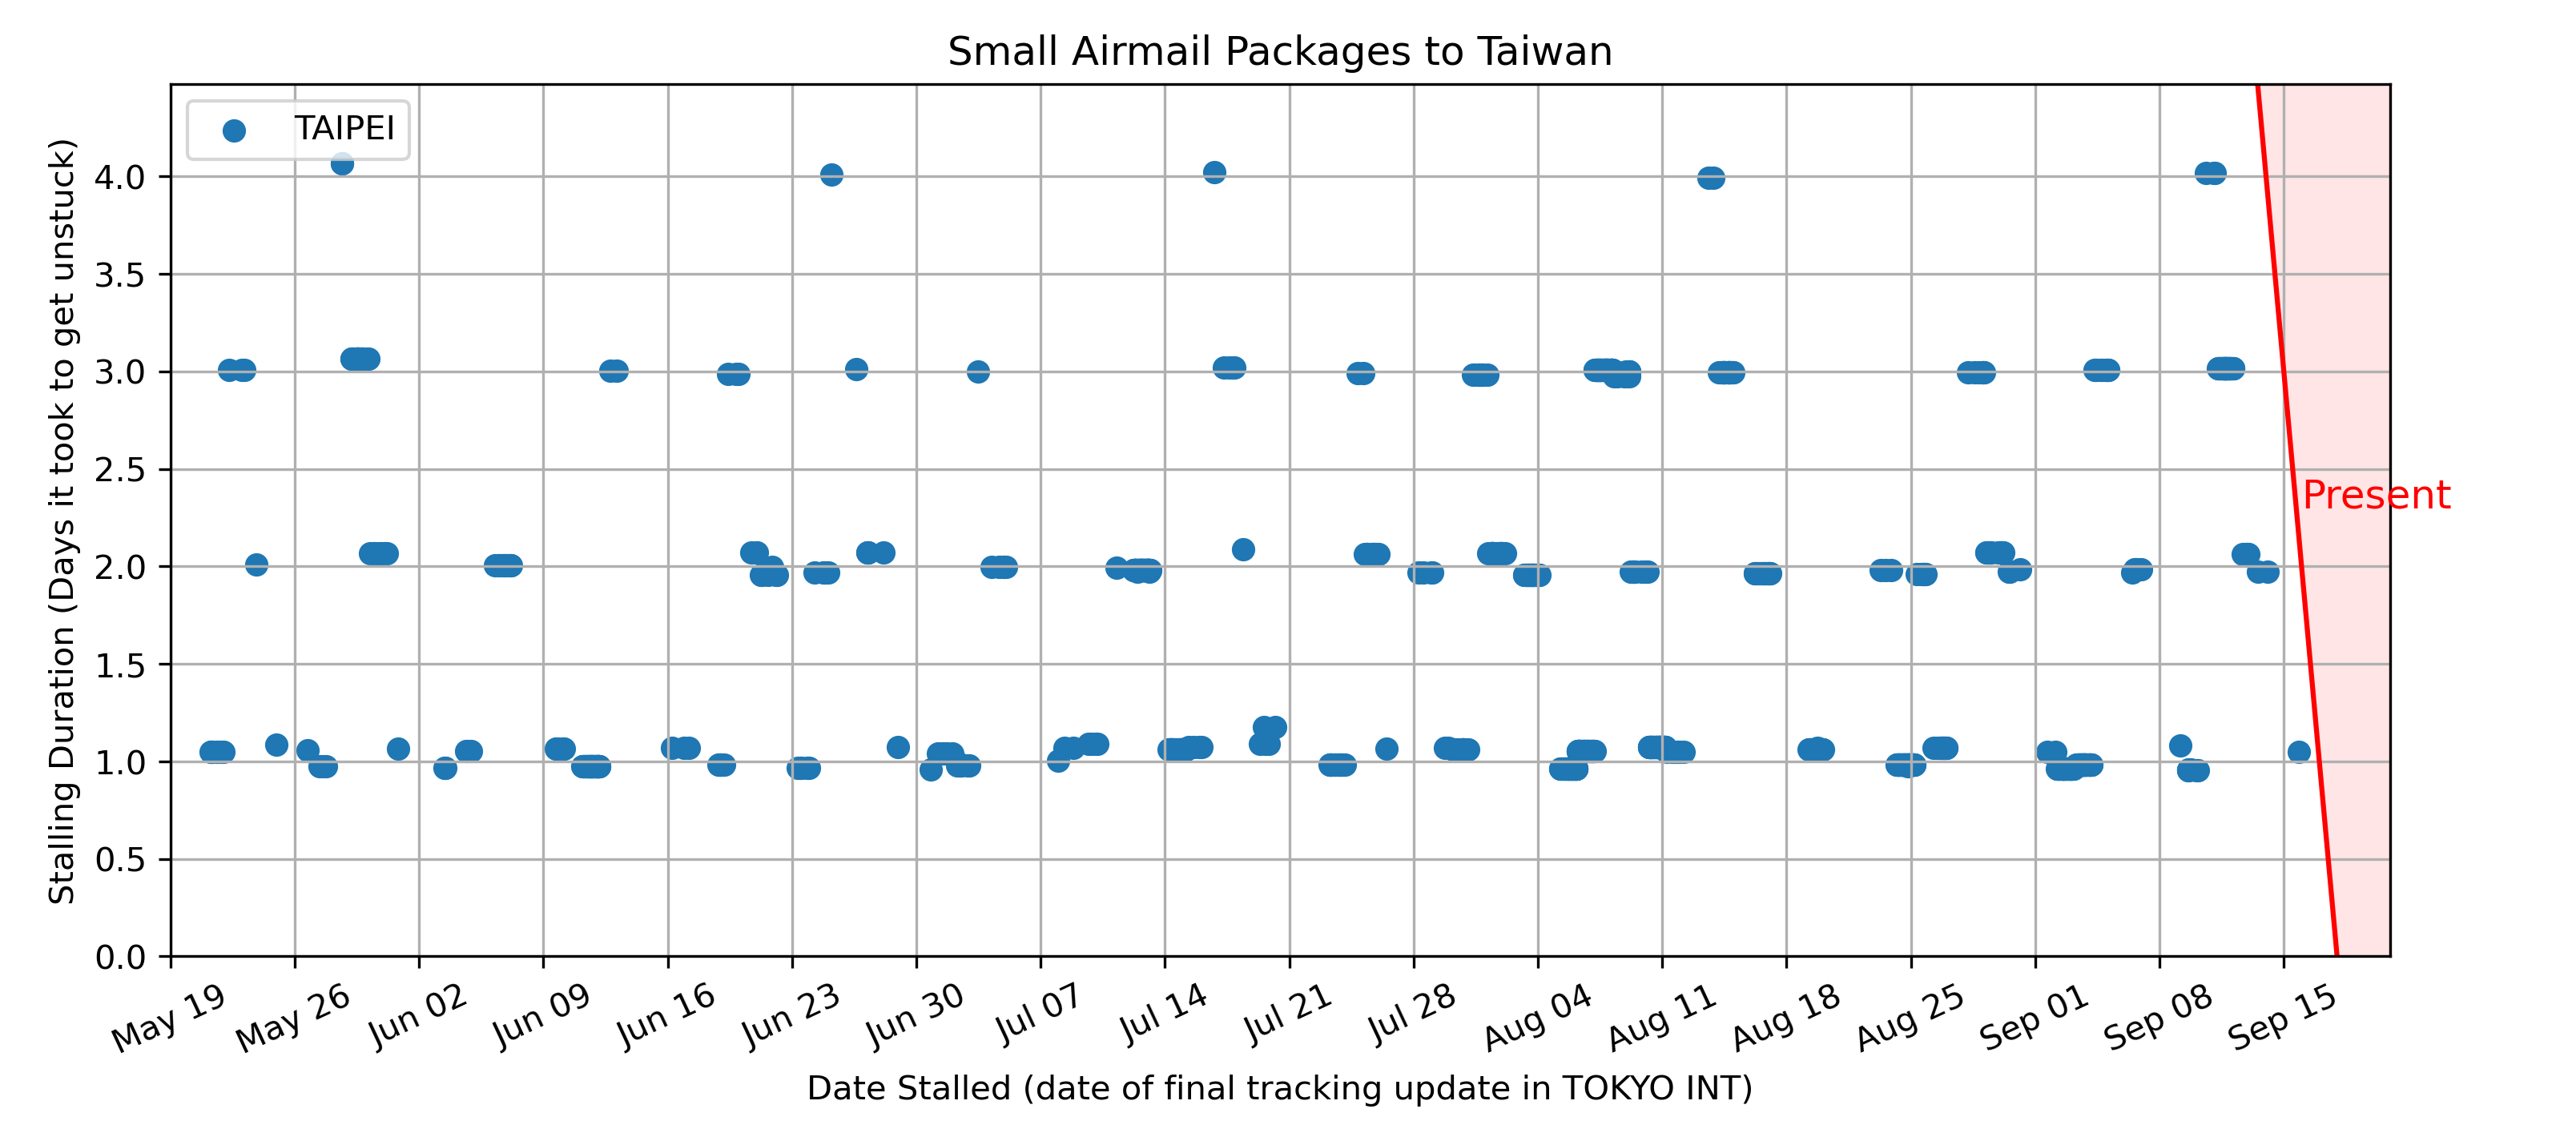 Small Airmail Packages to Taiwan
TAIPEI
Stalling Duration (Days it took to get unstuck)
4.0
3.5
3.0
2.5
2.0
1.5
1.0
0.5
0.0
Present
May 19
May 26
Jun 02
Jun 09
Jun 16
Jun 23
Jun 30
Jul 07
Jul 14
Jul 21
Jul 28
Aug 04
Aug 11
Aug 18
Aug 25
Sep 01
Sep 08
Sep 15
Date Stalled (date of final tracking update in TOKYO INT)